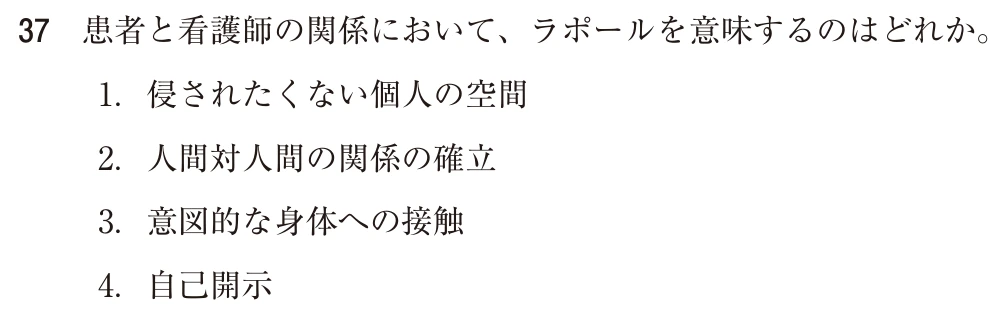 37 患者と看護師の関係において、ラポールを意味するのはどれか。
1. 侵されたくない個人の空間
2. 人間対人間の関係の確立
3. 意図的な身体への接触
4. 自己開示